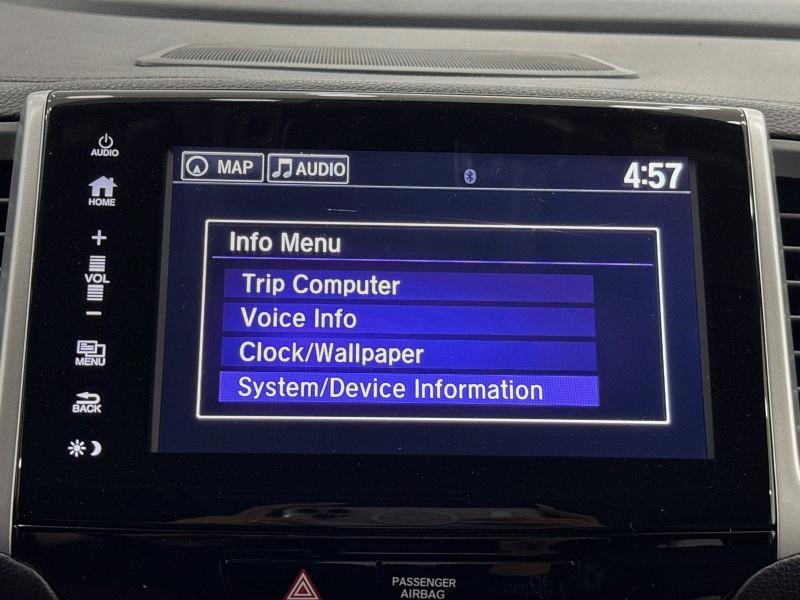 AUDIO
HOME
+
VOL
−
MENU
BACK
MAP
AUDIO
4:57
Info Menu
Trip Computer
Voice Info
Clock/Wallpaper
System/Device Information
PASSENGER
AIRBAG